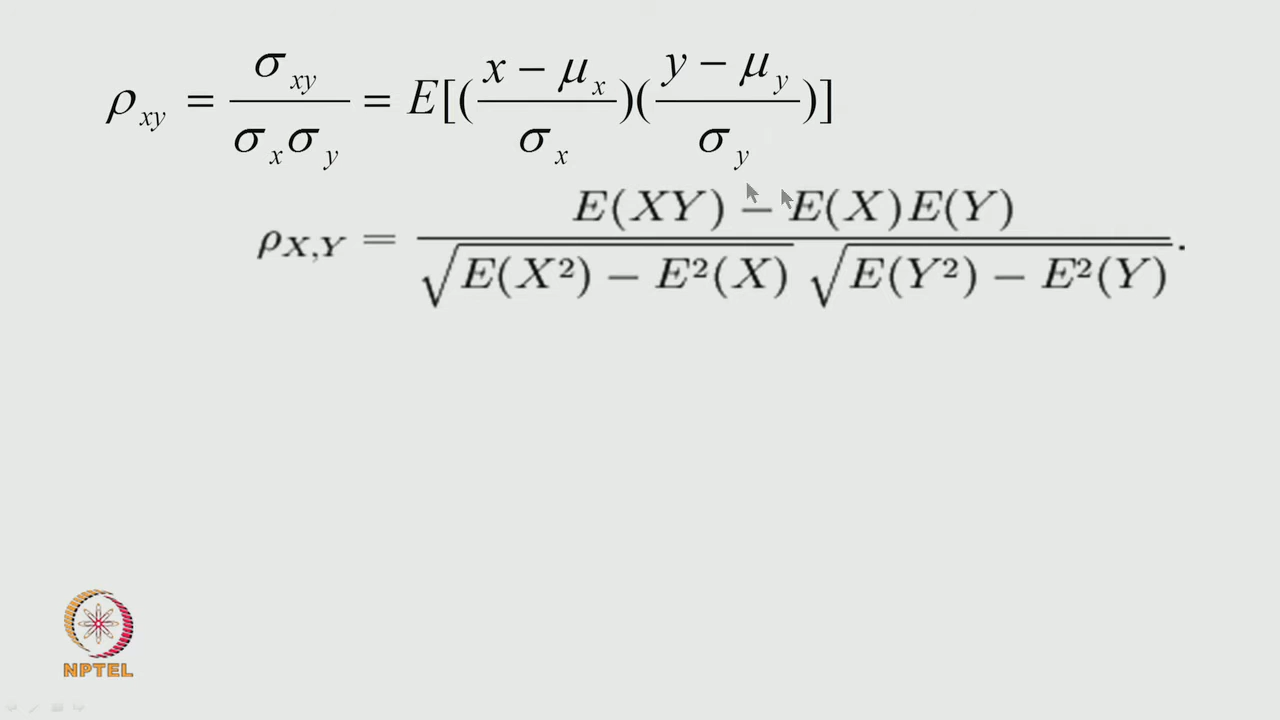 ρ_xy = σ_xy / σ_x σ_y = E[((x − μ_x) / σ_x)((y − μ_y) / σ_y)]
ρ_X,Y = (E(XY) − E(X)E(Y)) / (√(E(X²) − E²(X)) √(E(Y²) − E²(Y))).
NPTEL